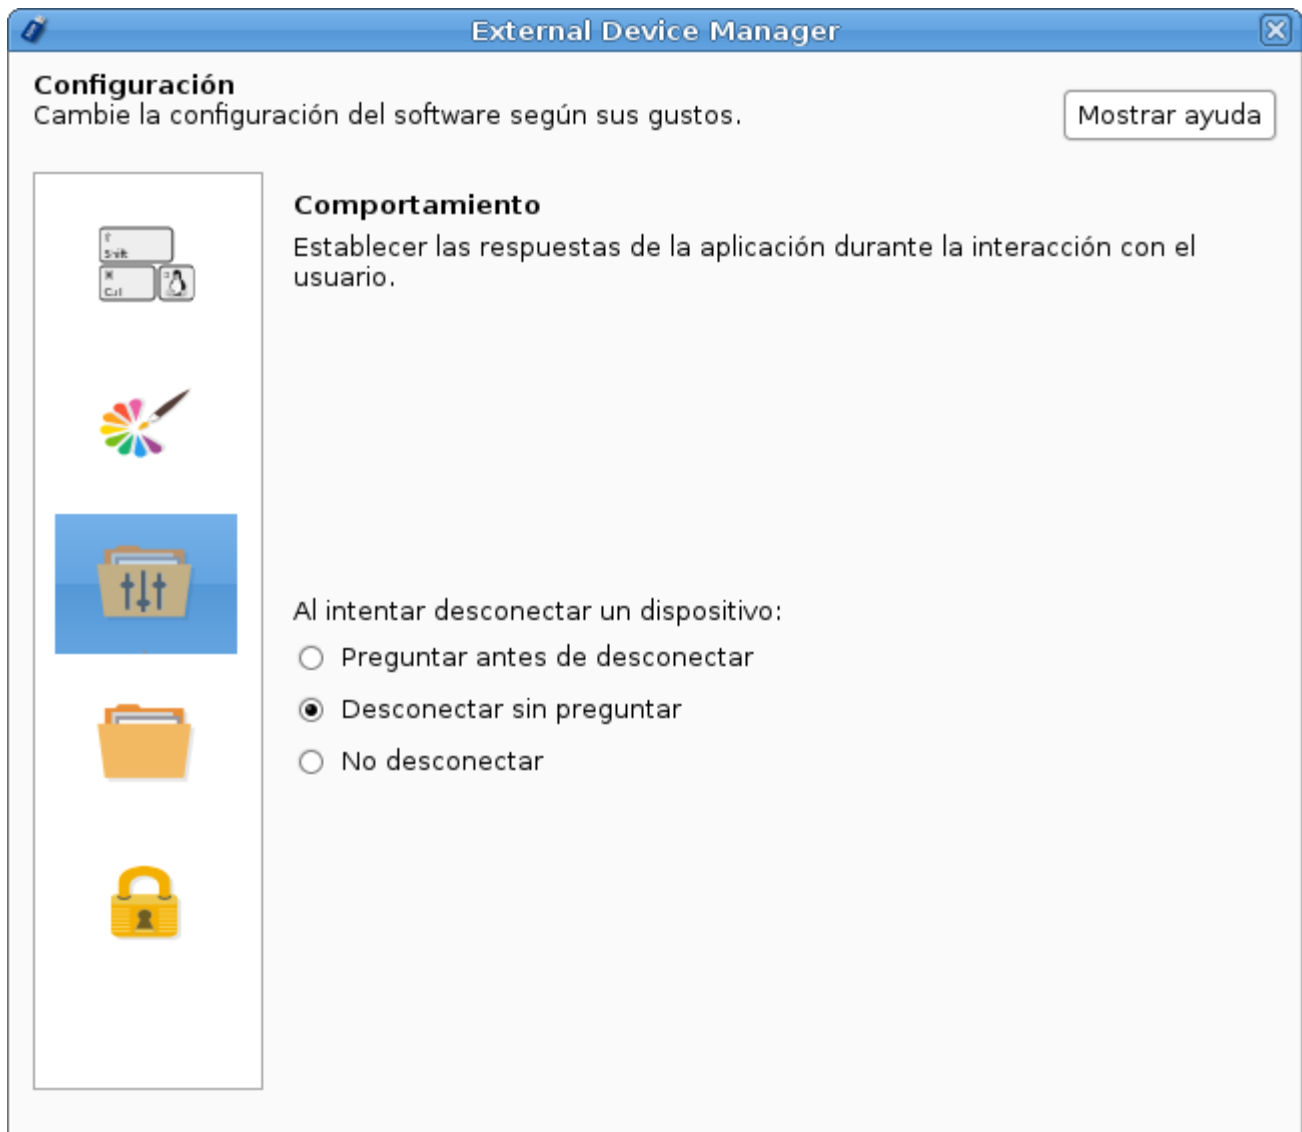 External Device Manager
Configuración
Cambie la configuración del software según sus gustos.
Mostrar ayuda
Comportamiento
Establecer las respuestas de la aplicación durante la interacción con el
usuario.
Shift
Ctrl
Al intentar desconectar un dispositivo:
Preguntar antes de desconectar
Desconectar sin preguntar
No desconectar